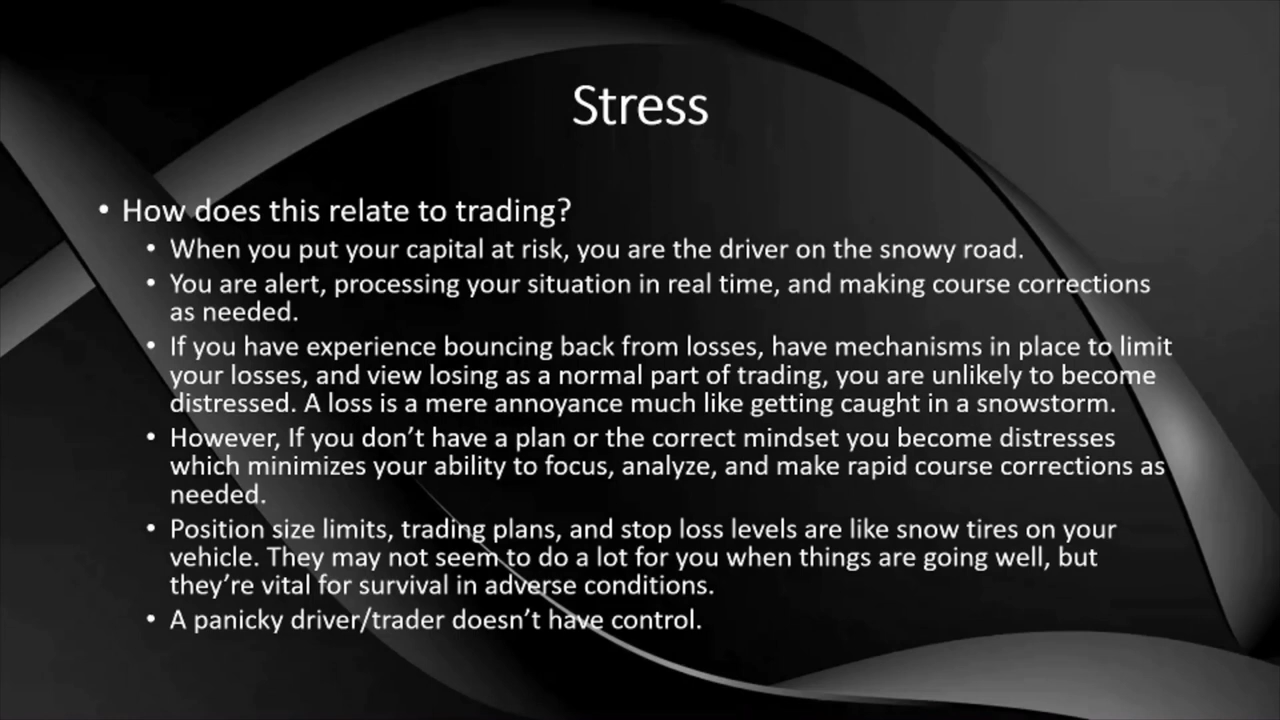 Stress
• How does this relate to trading?
• When you put your capital at risk, you are the driver on the snowy road.
• You are alert, processing your situation in real time, and making course corrections
as needed.
• If you have experience bouncing back from losses, have mechanisms in place to limit
your losses, and view losing as a normal part of trading, you are unlikely to become
distressed. A loss is a mere annoyance much like getting caught in a snowstorm.
• However, If you don’t have a plan or the correct mindset you become distresses
which minimizes your ability to focus, analyze, and make rapid course corrections as
needed.
• Position size limits, trading plans, and stop loss levels are like snow tires on your
vehicle. They may not seem to do a lot for you when things are going well, but
they’re vital for survival in adverse conditions.
• A panicky driver/trader doesn’t have control.